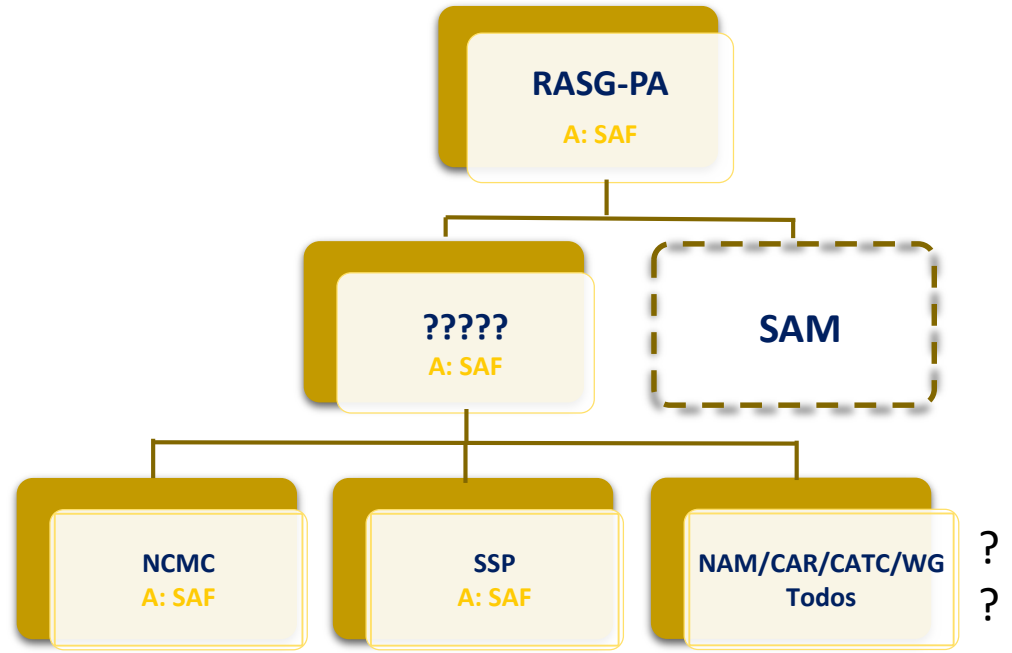 RASG-PA
A: SAF
?????
A: SAF
SAM
NCMC
A: SAF
SSP
A: SAF
NAM/CAR/CATC/WG
Todos
?
?